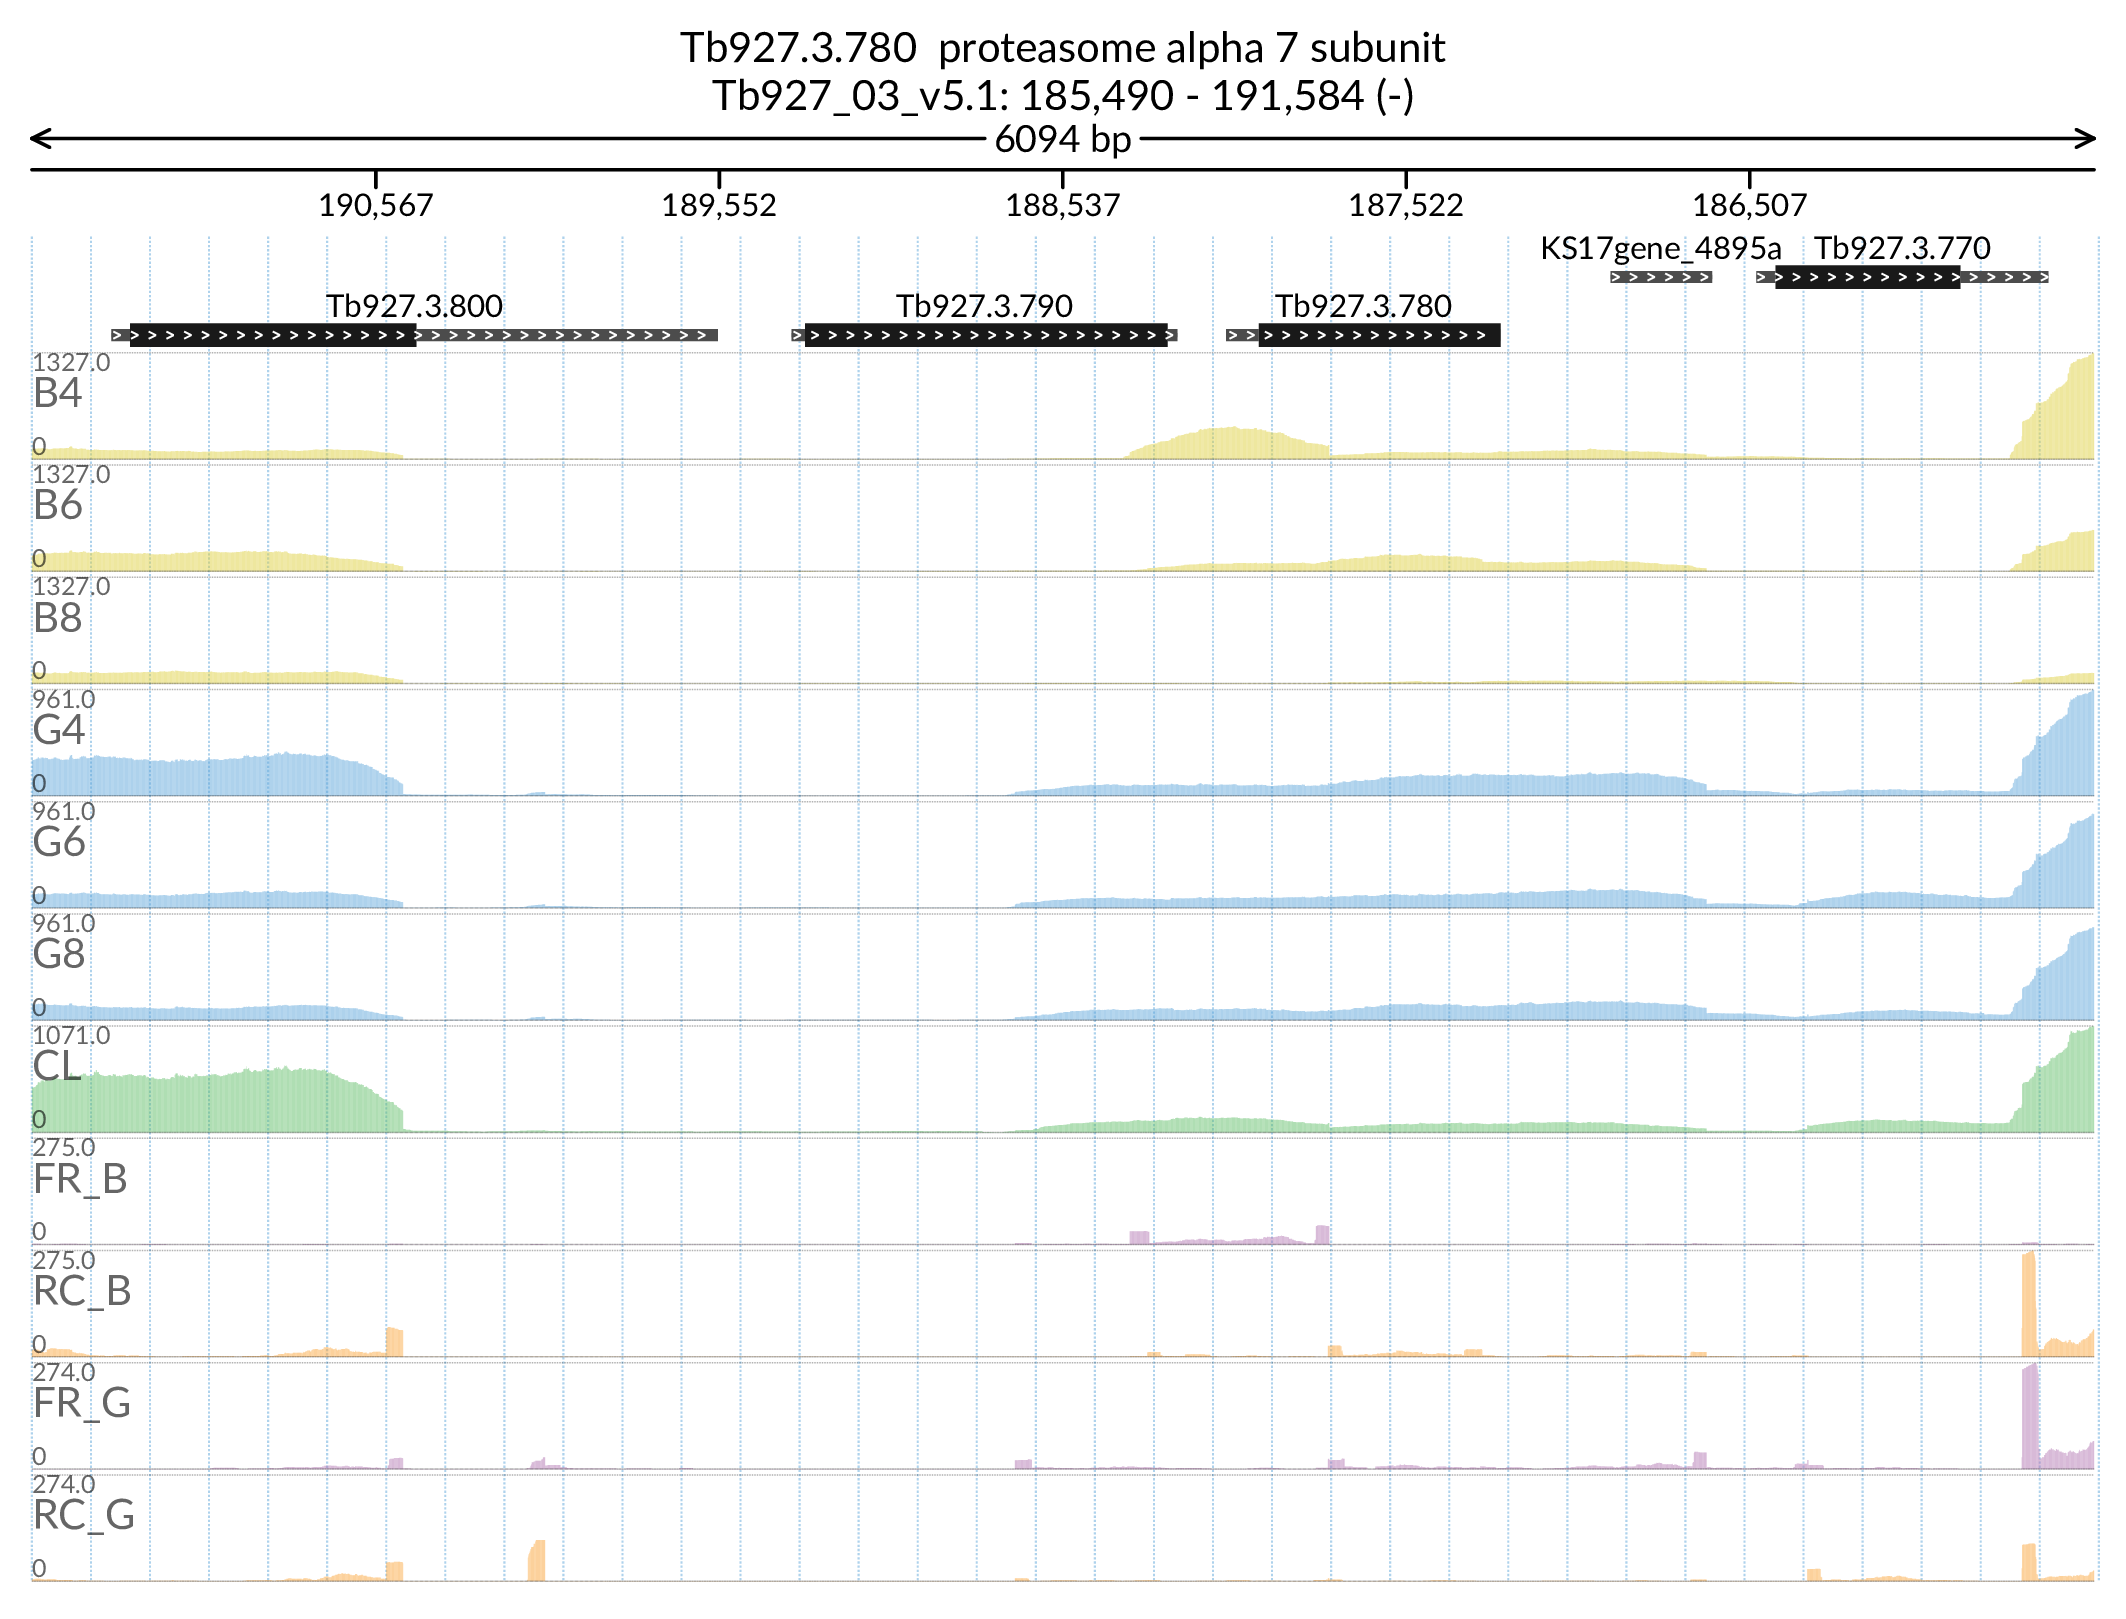 Tb927.3.780  proteasome alpha 7 subunit
Tb927_03_v5.1: 185,490 - 191,584 (-)
6094 bp
190,567 189,552 188,537 187,522 186,507
KS17gene_4895a Tb927.3.770
Tb927.3.800 Tb927.3.790 Tb927.3.780
1327.0
B4
0
1327.0
B6
0
1327.0
B8
0
961.0
G4
0
961.0
G6
0
961.0
G8
0
1071.0
CL
0
275.0
FR_B
0
275.0
RC_B
0
274.0
FR_G
0
274.0
RC_G
0